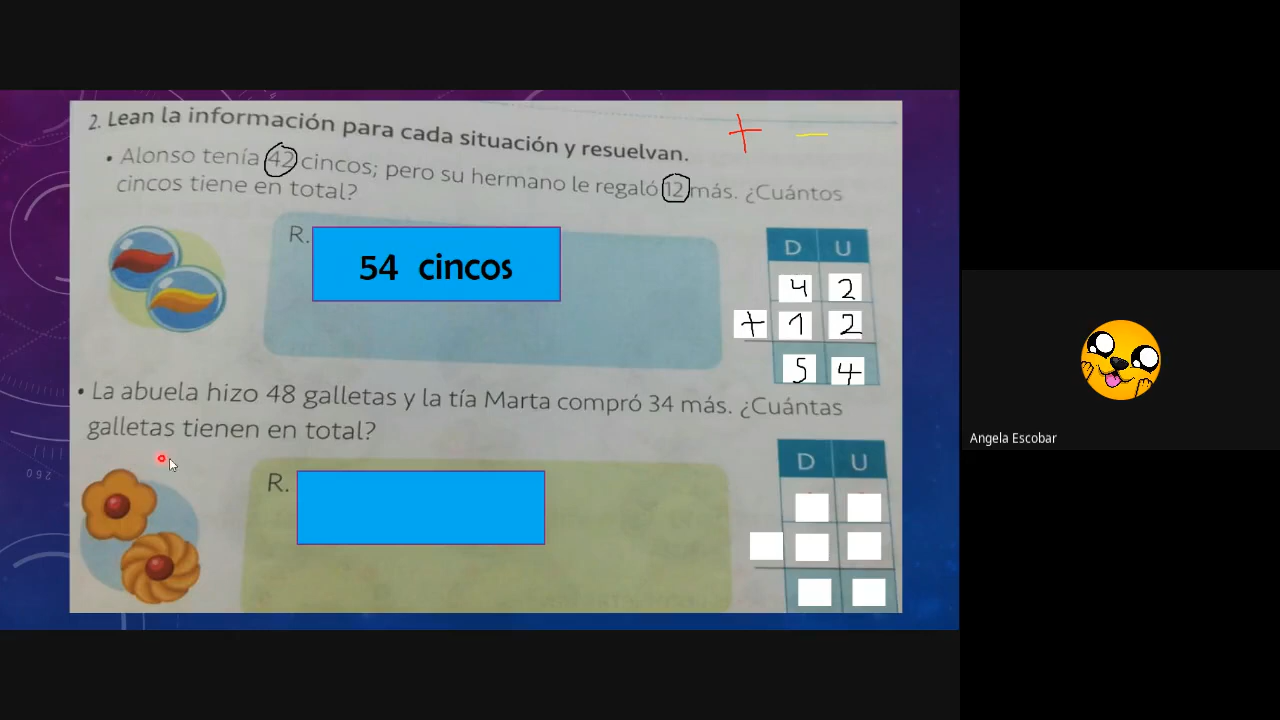 2. Lean la información para cada situación y resuelvan.
+ –
• Alonso tenía 42 cincos; pero su hermano le regaló 12 más. ¿Cuántos
cincos tiene en total?
R. 54 cincos
D U
4 2
+ 1 2
5 4
• La abuela hizo 48 galletas y la tía Marta compró 34 más. ¿Cuántas
galletas tienen en total?
R.
D U
Angela Escobar
260